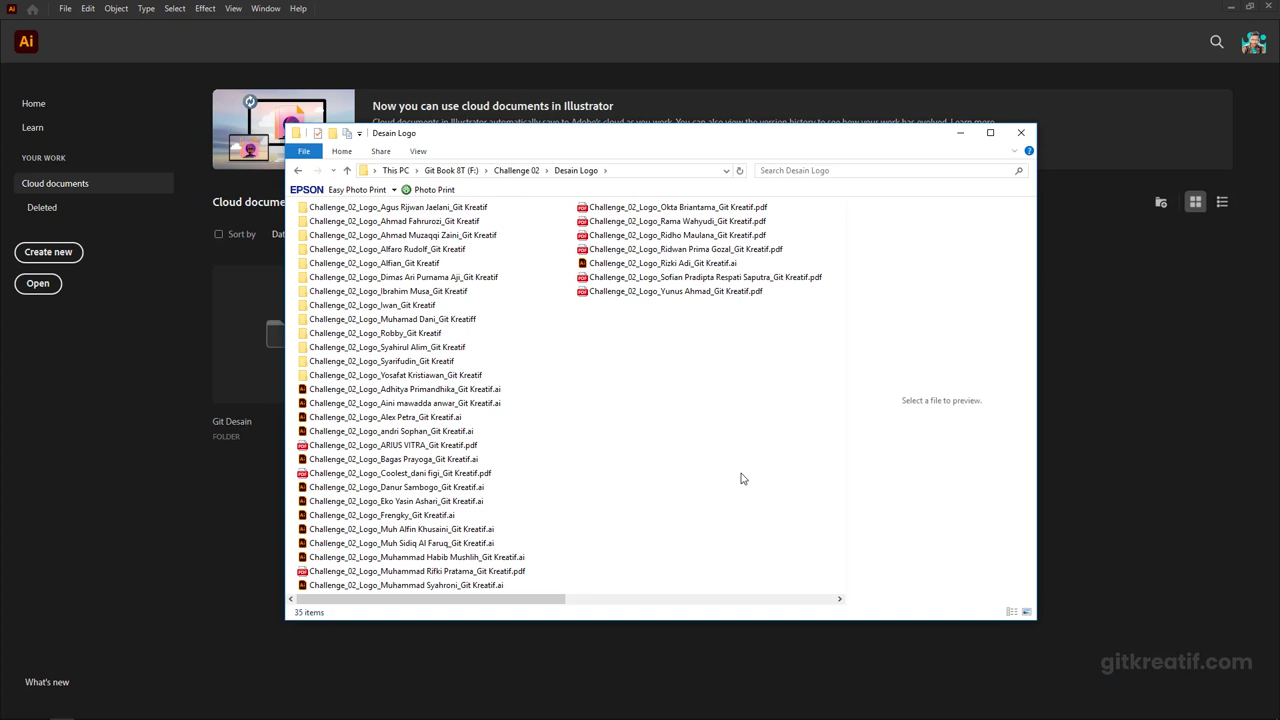 Ai
File Edit Object Type Select Effect View Window Help
Ai
Home
Learn
YOUR WORK
Cloud documents
Deleted
Create new
Open
Now you can use cloud documents in Illustrator
Cloud docume
Sort by Da
Git Desain
FOLDER
Desain Logo
File Home Share View
This PC Git Book 8T (F:) Challenge 02 Desain Logo
Search Desain Logo
EPSON Easy Photo Print Photo Print
Challenge_02_Logo_Agus Rijwan Jaelani_Git Kreatif
Challenge_02_Logo_Ahmad Fahrurozi_Git Kreatif
Challenge_02_Logo_Ahmad Muzaqqi Zaini_Git Kreatif
Challenge_02_Logo_Alfaro Rudolf_Git Kreatif
Challenge_02_Logo_Alfian_Git Kreatif
Challenge_02_Logo_Dimas Ari Purnama Aji_Git Kreatif
Challenge_02_Logo_Ibrahim Musa_Git Kreatif
Challenge_02_Logo_Iwan_Git Kreatif
Challenge_02_Logo_Muhamad Dani_Git Kreatiff
Challenge_02_Logo_Robby_Git Kreatif
Challenge_02_Logo_Syahirul Alim_Git Kreatif
Challenge_02_Logo_Syarifudin_Git Kreatif
Challenge_02_Logo_Yosafat Kristiawan_Git Kreatif
Challenge_02_Logo_Adhitya Primandhika_Git Kreatif.ai
Challenge_02_Logo_Aini mawadda anwar_Git Kreatif.ai
Challenge_02_Logo_Alex Petra_Git Kreatif.ai
Challenge_02_Logo_andri Sophan_Git Kreatif.ai
Challenge_02_Logo_ARIUS VITRA_Git Kreatif.pdf
Challenge_02_Logo_Bagas Prayoga_Git Kreatif.ai
Challenge_02_Logo_Coolest_dani figi_Git Kreatif.pdf
Challenge_02_Logo_Danur Sambogo_Git Kreatif.ai
Challenge_02_Logo_Eko Yasin Ashari_Git Kreatif.ai
Challenge_02_Logo_Frengky_Git Kreatif.ai
Challenge_02_Logo_Muh Alfin Khusaini_Git Kreatif.ai
Challenge_02_Logo_Muh Sidiq Al Faruq_Git Kreatif.ai
Challenge_02_Logo_Muhammad Habib Mushlih_Git Kreatif.ai
Challenge_02_Logo_Muhammad Rifki Pratama_Git Kreatif.pdf
Challenge_02_Logo_Muhammad Syahroni_Git Kreatif.ai
Challenge_02_Logo_Okta Briantama_Git Kreatif.pdf
Challenge_02_Logo_Rama Wahyudi_Git Kreatif.pdf
Challenge_02_Logo_Ridho Maulana_Git Kreatif.pdf
Challenge_02_Logo_Ridwan Prima Gozal_Git Kreatif.pdf
Challenge_02_Logo_Rizki Adi_Git Kreatif.ai
Challenge_02_Logo_Sofian Pradipta Respati Saputra_Git Kreatif.pdf
Challenge_02_Logo_Yunus Ahmad_Git Kreatif.pdf
Select a file to preview.
35 items
gitkreatif.com
What's new